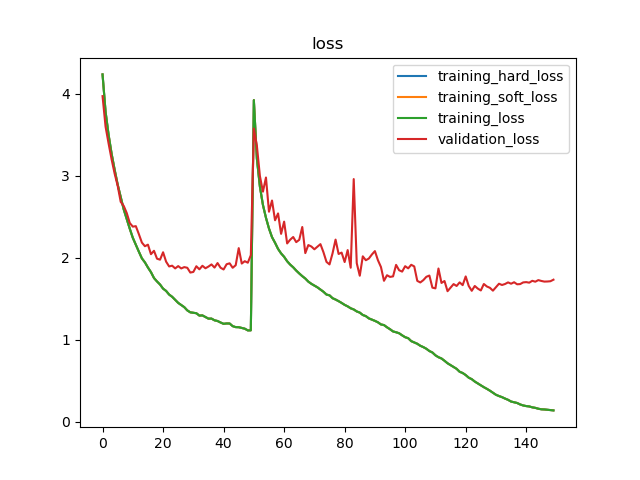 loss
training_hard_loss
training_soft_loss
training_loss
validation_loss
4
3
2
1
0
0 20 40 60 80 100 120 140